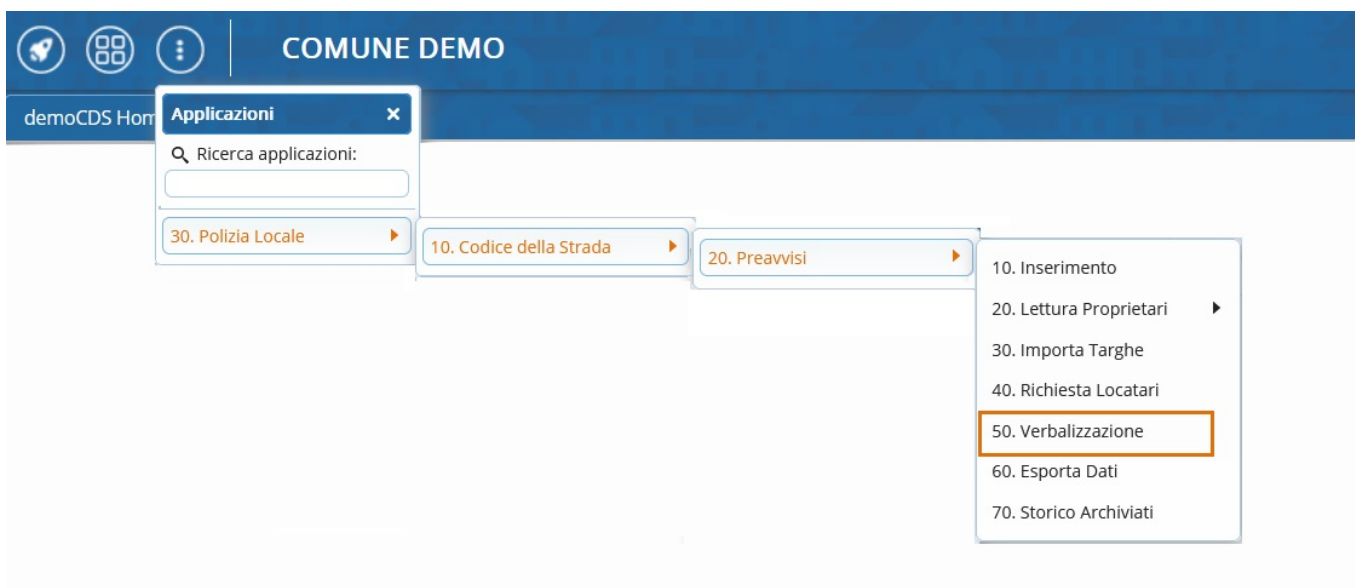 COMUNE DEMO
demoCDS Hom
Applicazioni
Ricerca applicazioni:
30. Polizia Locale
10. Codice della Strada
20. Preavvisi
10. Inserimento
20. Lettura Proprietari
30. Importa Targhe
40. Richiesta Locatari
50. Verbalizzazione
60. Esporta Dati
70. Storico Archiviati